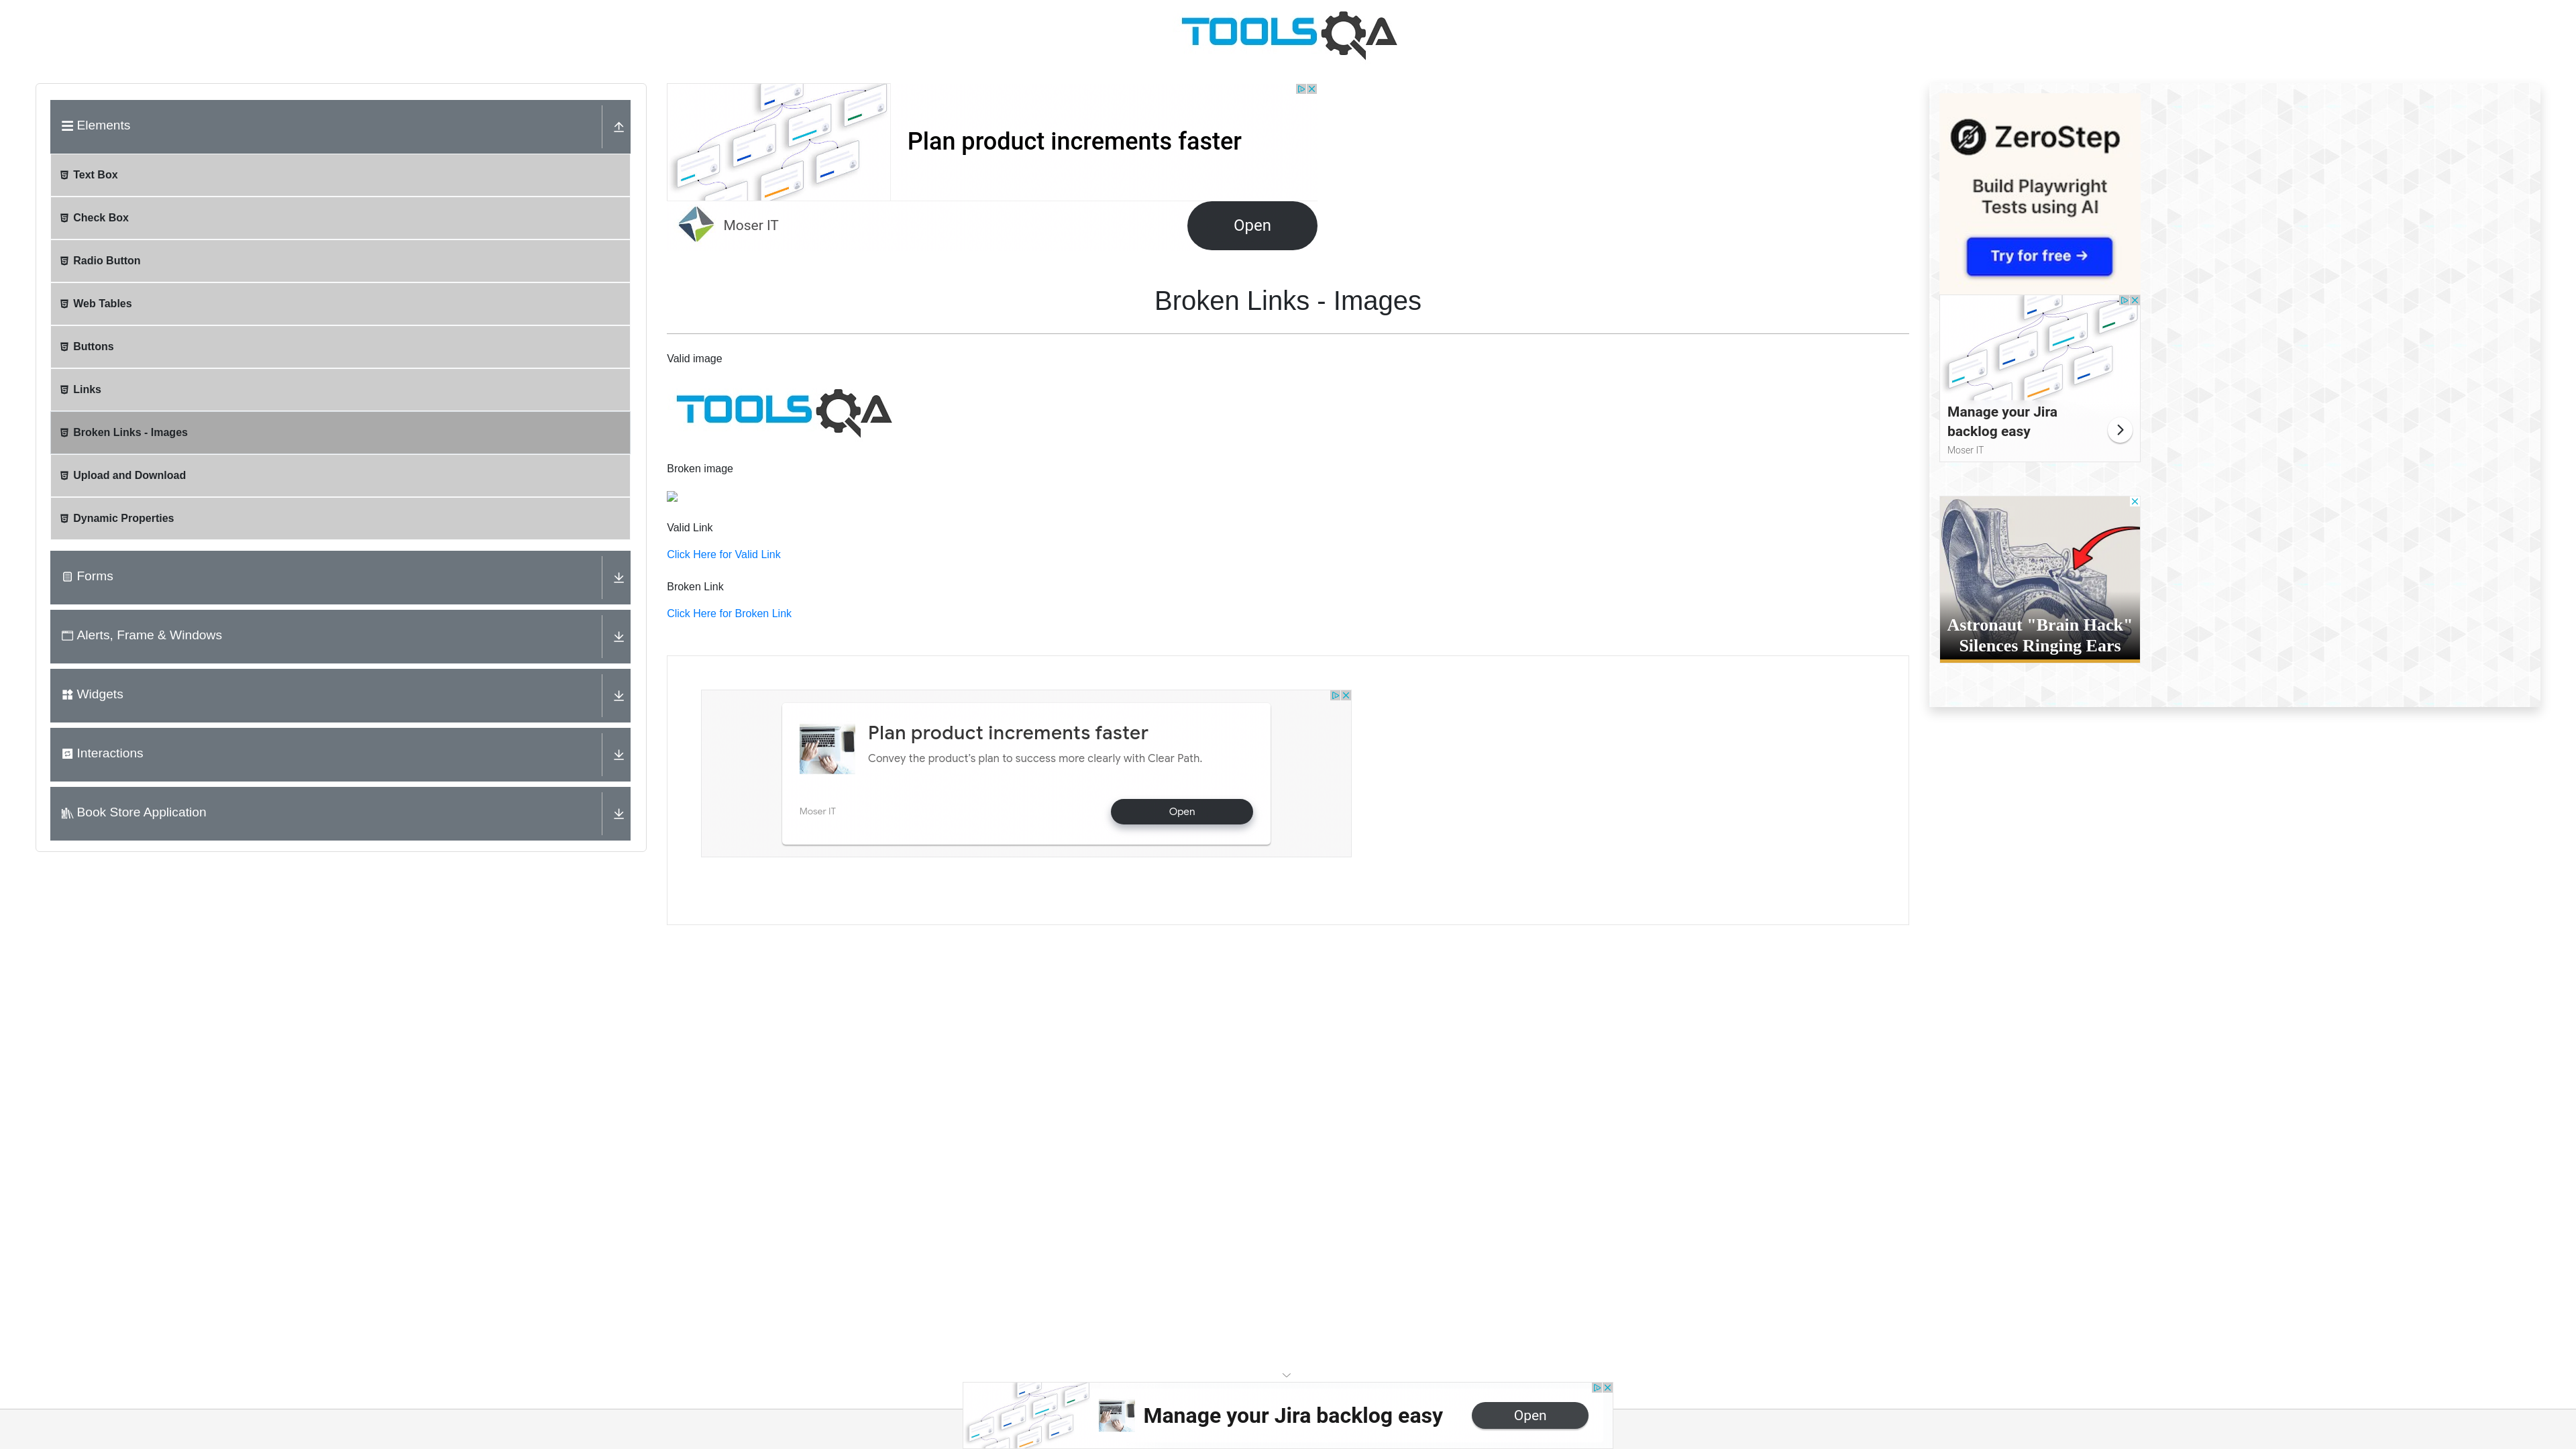 TOOLSQA
Elements
Text Box
Check Box
Radio Button
Web Tables
Buttons
Links
Broken Links - Images
Upload and Download
Dynamic Properties
Forms
Alerts, Frame & Windows
Widgets
Interactions
Book Store Application
Plan product increments faster
Moser IT
Open
Broken Links - Images
Valid image
TOOLSQA
Broken image
Valid Link
Click Here for Valid Link
Broken Link
Click Here for Broken Link
Plan product increments faster
Convey the product's plan to success more clearly with Clear Path.
Moser IT
Open
ZeroStep
Build Playwright
Tests using AI
Try for free →
Manage your Jira
backlog easy
Moser IT
Astronaut "Brain Hack"
Silences Ringing Ears
Manage your Jira backlog easy
Open